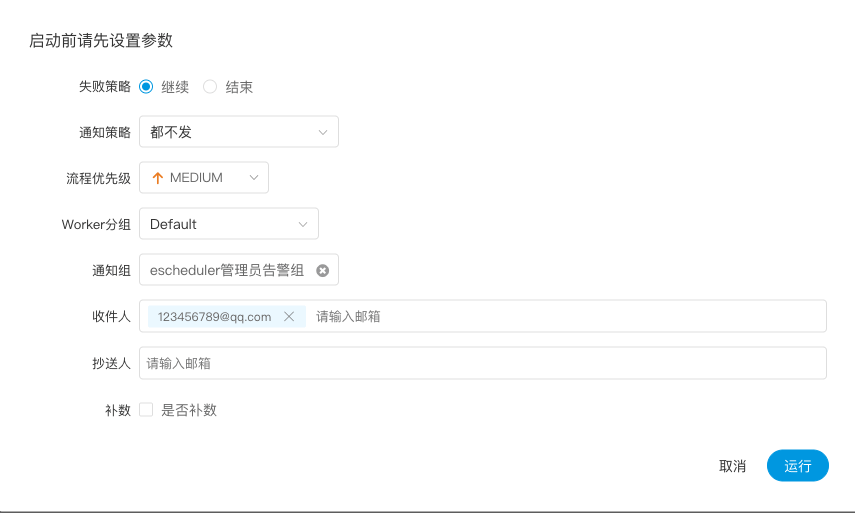 启动前请先设置参数
失败策略 继续 结束
通知策略 都不发
流程优先级 MEDIUM
Worker分组 Default
通知组 escheduler管理员告警组
收件人 123456789@qq.com 请输入邮箱
抄送人 请输入邮箱
补数 是否补数
取消 运行